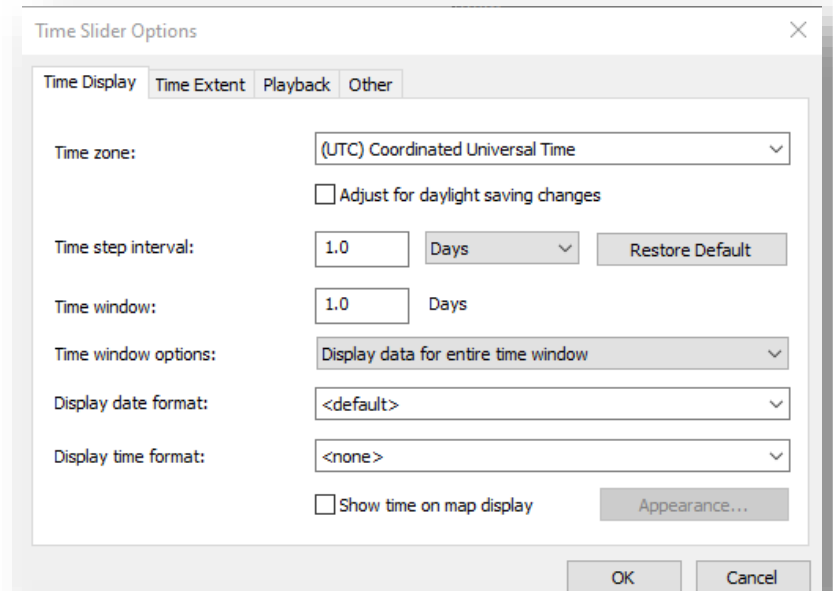 Time Slider Options
Time Display Time Extent Playback Other
Time zone: (UTC) Coordinated Universal Time
Adjust for daylight saving changes
Time step interval: 1.0 Days Restore Default
Time window: 1.0 Days
Time window options: Display data for entire time window
Display date format: <default>
Display time format: <none>
Show time on map display Appearance...
OK Cancel